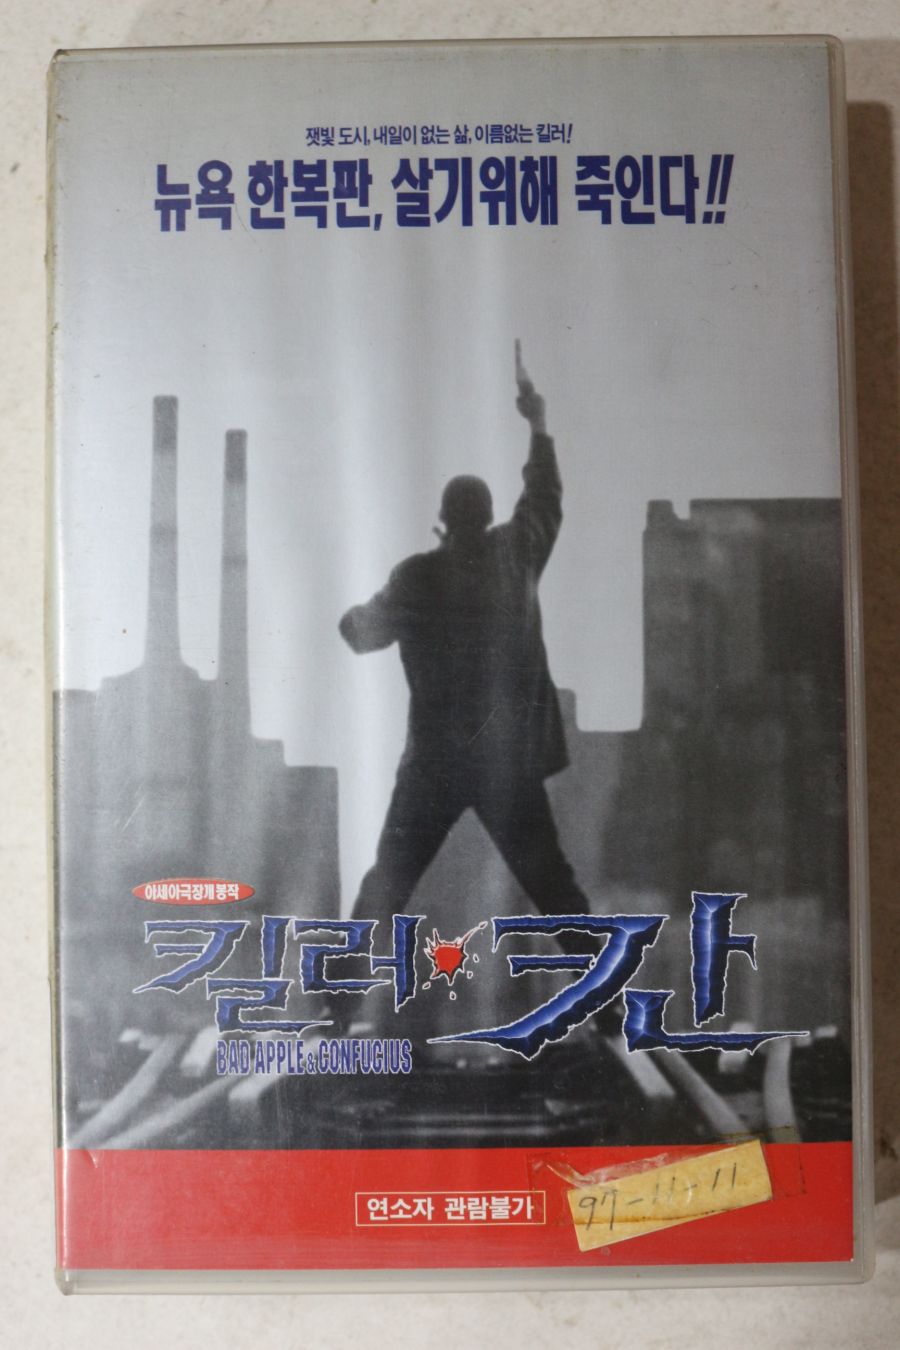 잿빛 도시, 내일이 없는 삶, 이름없는 킬러!
뉴욕 한복판, 살기위해 죽인다!!
아세아극장개봉작
킬러·칸
BAD APPLE & CONFUCIUS
연소자 관람불가
97-11-11